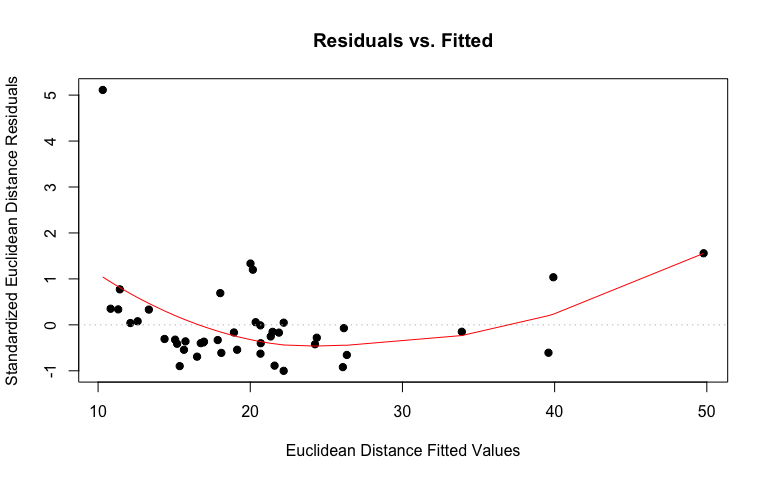 Residuals vs. Fitted
Standardized Euclidean Distance Residuals
5
4
3
2
1
0
-1
10 20 30 40 50
Euclidean Distance Fitted Values